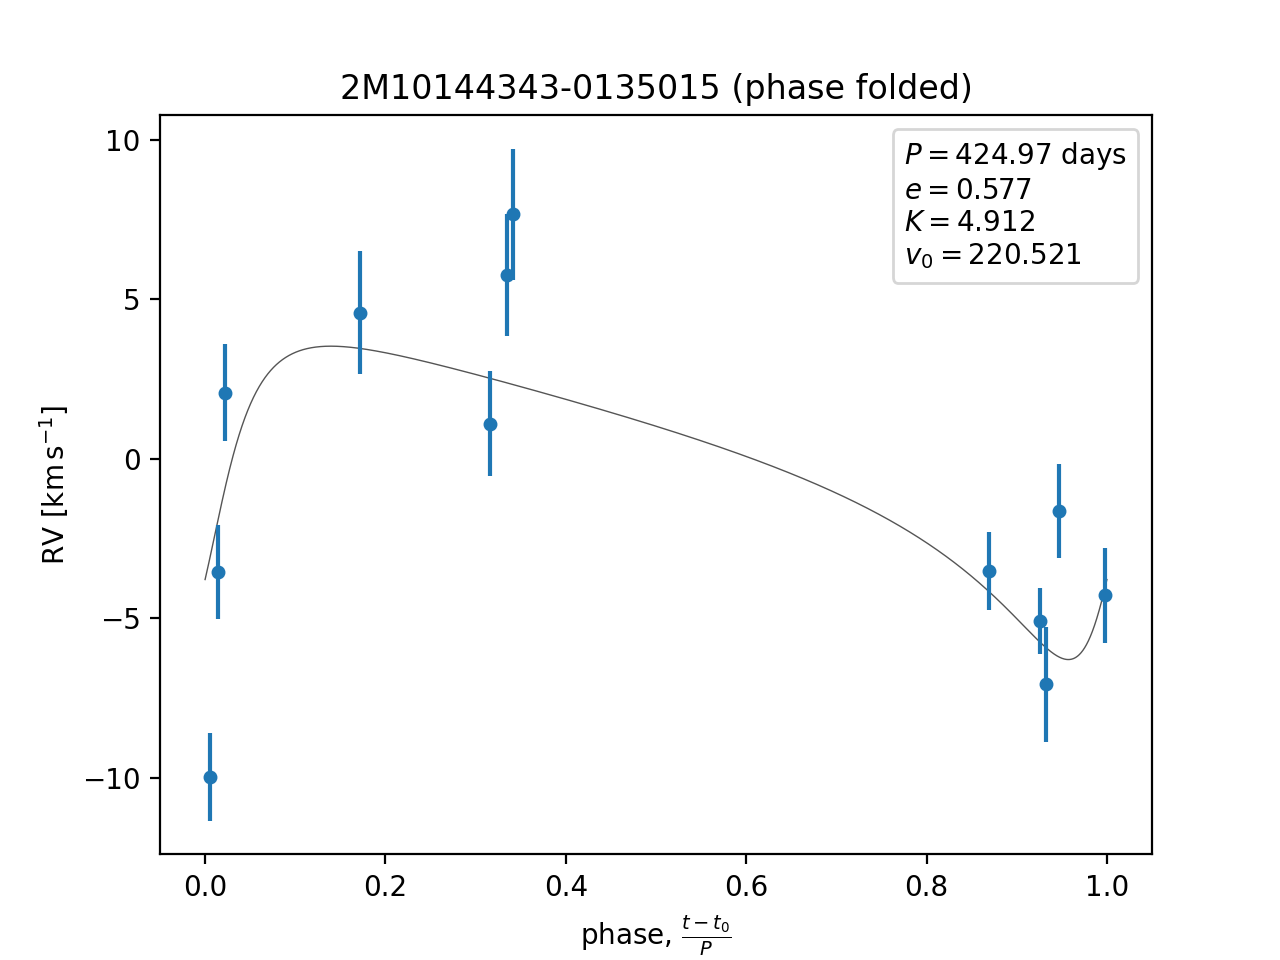 2M10144343-0135015 (phase folded)
P = 424.97 days
e = 0.577
K = 4.912
v₀ = 220.521
10
5
0
−5
−10
RV [km s⁻¹]
0.0 0.2 0.4 0.6 0.8 1.0
phase, (t − t₀)/P